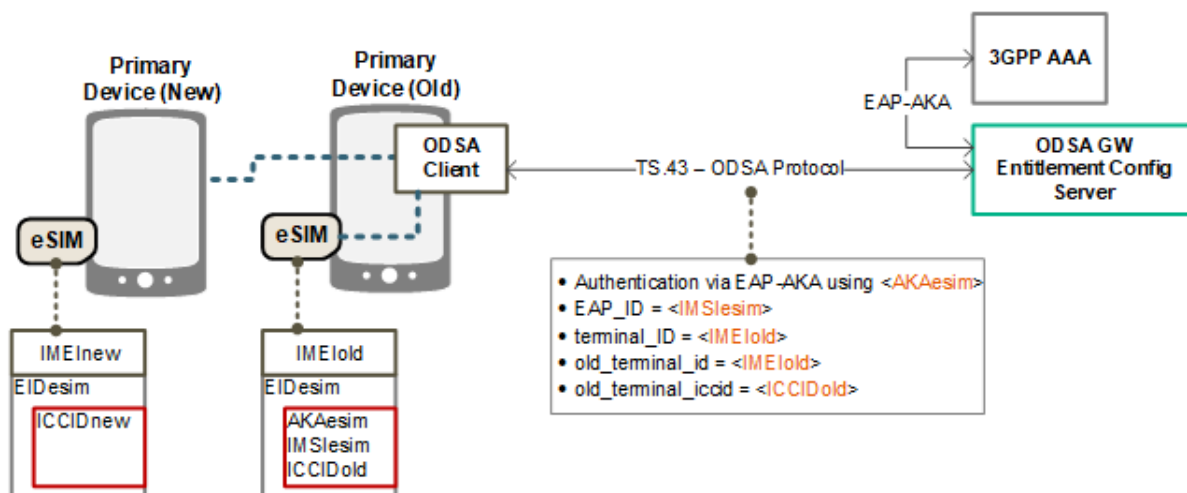 3GPP AAA
Primary
Device (New)
Primary
Device (Old)
EAP-AKA
ODSA
Client
TS.43 – ODSA Protocol
ODSA GW
Entitlement Config
Server
eSIM
eSIM
• Authentication via EAP-AKA using <AKAesim>
• EAP_ID = <IMSIesim>
• terminal_ID = <IMEIold>
• old_terminal_id = <IMEIold>
• old_terminal_iccid = <ICCIDold>
IMEInew
EIDesim
ICCIDnew
IMEIold
EIDesim
AKAesim
IMSIesim
ICCIDold